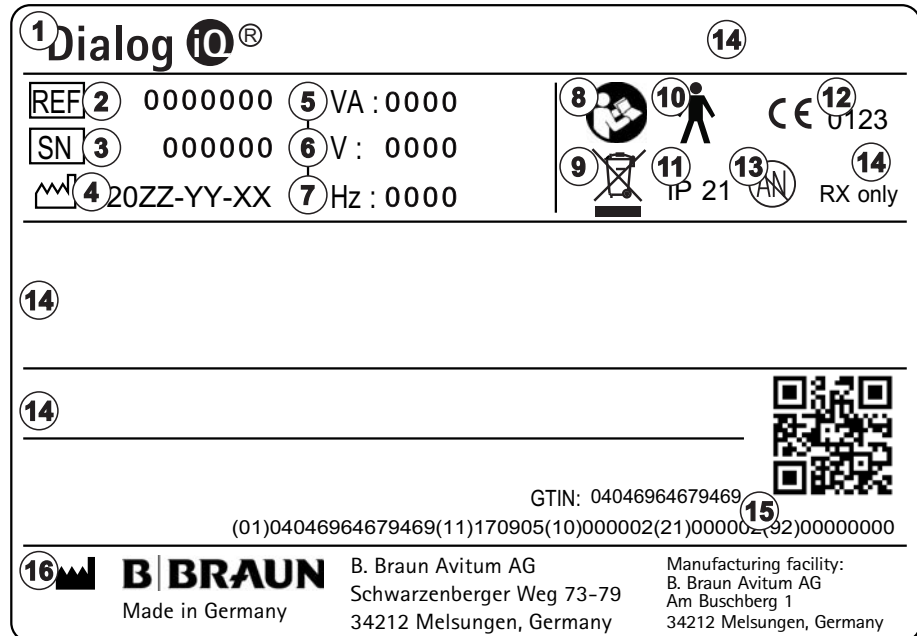 1 Dialog iQ® 14
REF 2 0000000 5 VA : 0000 8 10 CE 12 0123
SN 3 000000 6 V : 0000
4 20ZZ-YY-XX 7 Hz : 0000 9 11 IP 21 13 AN 14 RX only
14
14
GTIN: 04046964679469
(01)04046964679469(11)170905(10)000002(21)000002(92)00000000 15
16 B|BRAUN
Made in Germany
B. Braun Avitum AG
Schwarzenberger Weg 73-79
34212 Melsungen, Germany
Manufacturing facility:
B. Braun Avitum AG
Am Buschberg 1
34212 Melsungen, Germany